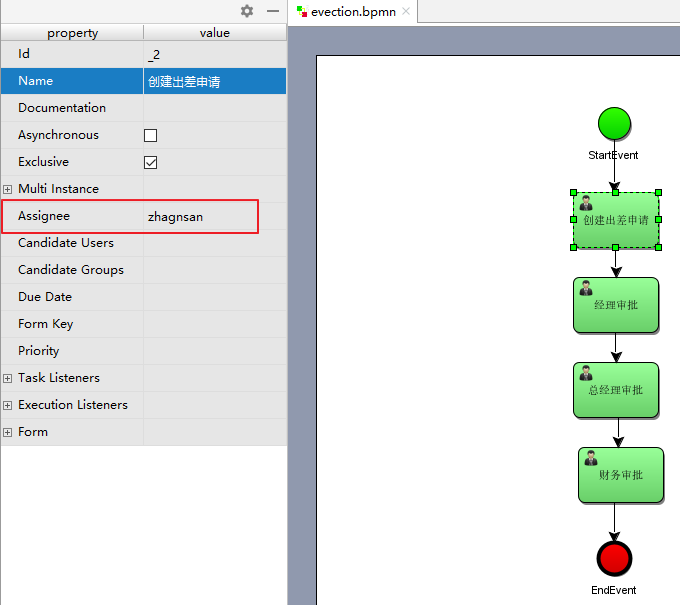 property value
Id _2
Name 创建出差申请
Documentation
Asynchronous
Exclusive
Multi Instance
Assignee zhagnsan
Candidate Users
Candidate Groups
Due Date
Form Key
Priority
Task Listeners
Execution Listeners
Form
evection.bpmn
StartEvent
创建出差申请
经理审批
总经理审批
财务审批
EndEvent